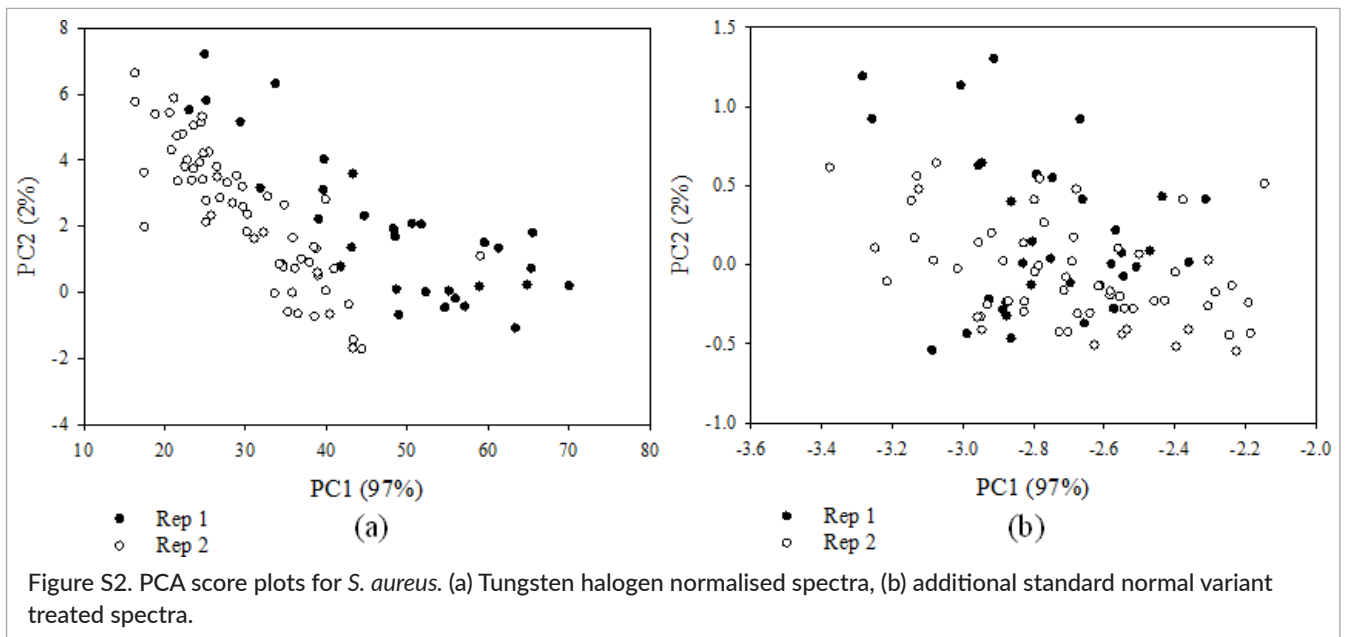 8
6
4
2
0
-2
-4
PC2 (2%)
10 20 30 40 50 60 70 80
PC1 (97%)
Rep 1
Rep 2
(a)
1.5
1.0
0.5
0.0
-0.5
-1.0
PC2 (2%)
-3.6 -3.4 -3.2 -3.0 -2.8 -2.6 -2.4 -2.2 -2.0
PC1 (97%)
Rep 1
Rep 2
(b)
Figure S2. PCA score plots for S. aureus. (a) Tungsten halogen normalised spectra, (b) additional standard normal variant
treated spectra.